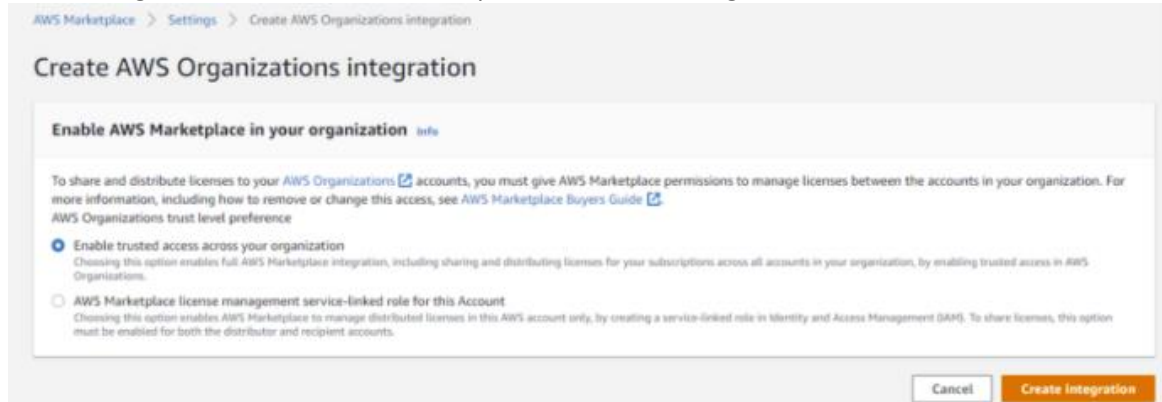 AWS Marketplace > Settings > Create AWS Organizations integration
Create AWS Organizations integration
Enable AWS Marketplace in your organization Info
To share and distribute licenses to your AWS Organizations accounts, you must give AWS Marketplace permissions to manage licenses between the accounts in your organization. For
more information, including how to remove or change this access, see AWS Marketplace Buyers Guide.
AWS Organizations trust level preference
Enable trusted access across your organization
Choosing this option enables full AWS Marketplace integration, including sharing and distributing licenses for your subscriptions across all accounts in your organization, by enabling trusted access in AWS
Organizations.
AWS Marketplace license management service-linked role for this Account
Choosing this option enables AWS Marketplace to manage distributed licenses in this AWS account only, by creating a service-linked role in Identity and Access Management (IAM). To share licenses, this option
must be enabled for both the distributor and recipient accounts.
Cancel Create Integration